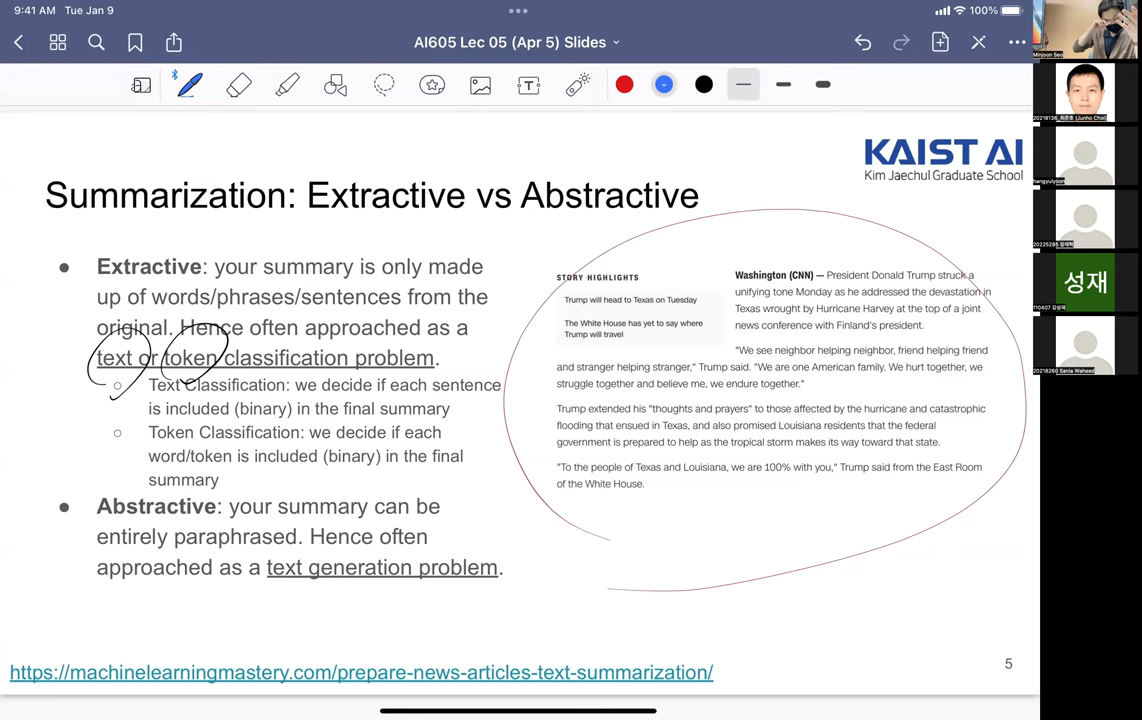 9:41 AM Tue Jan 9
100%
AI605 Lec 05 (Apr 5) Slides
T
KAIST AI
Kim Jaechul Graduate School
Summarization: Extractive vs Abstractive
● Extractive: your summary is only made
up of words/phrases/sentences from the
original. Hence often approached as a
text or token classification problem.
○ Text Classification: we decide if each sentence
is included (binary) in the final summary
○ Token Classification: we decide if each
word/token is included (binary) in the final
summary
● Abstractive: your summary can be
entirely paraphrased. Hence often
approached as a text generation problem.
STORY HIGHLIGHTS
Trump will head to Texas on Tuesday
The White House has yet to say where
Trump will travel
Washington (CNN) — President Donald Trump struck a
unifying tone Monday as he addressed the devastation in
Texas wrought by Hurricane Harvey at the top of a joint
news conference with Finland's president.
"We see neighbor helping neighbor, friend helping friend
and stranger helping stranger," Trump said. "We are one American family. We hurt together, we
struggle together and believe me, we endure together."
Trump extended his "thoughts and prayers" to those affected by the hurricane and catastrophic
flooding that ensued in Texas, and also promised Louisiana residents that the federal
government is prepared to help as the tropical storm makes its way toward that state.
"To the people of Texas and Louisiana, we are 100% with you," Trump said from the East Room
of the White House.
https://machinelearningmastery.com/prepare-news-articles-text-summarization/
5
Minjoon Seo
(Junho Choi)
hangyulyoon
성재
20218260 Sania Waheed